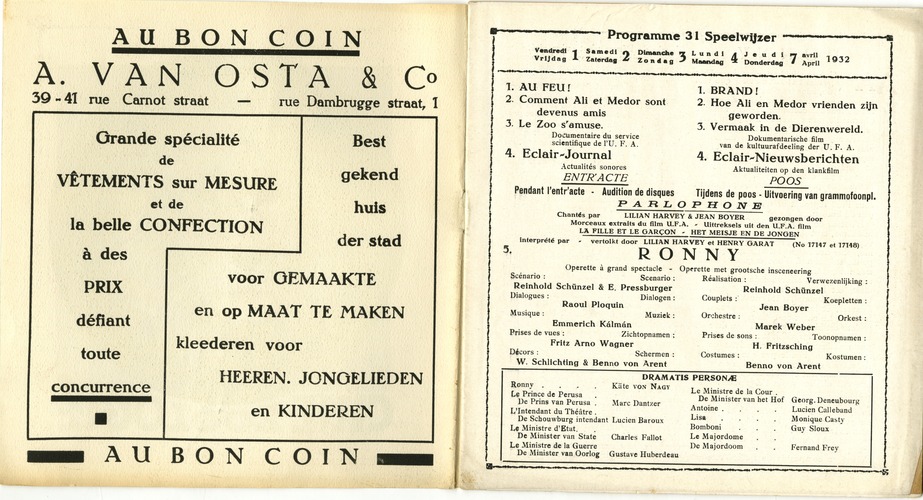 AU BON COIN
A. VAN OSTA & Co
39-41 rue Carnot straat — rue Dambrugge straat, 1
Grande spécialité
de
VÊTEMENTS sur MESURE
et de
la belle CONFECTION
à des
PRIX
défiant
toute
concurrence
Best
gekend
huis
der stad
voor GEMAAKTE
en op MAAT TE MAKEN
kleederen voor
HEEREN. JONGELIEDEN
en KINDEREN
AU BON COIN
Programme 31 Speelwijzer
Vendredi Vrijdag 1 Samedi Zaterdag 2 Dimanche Zondag 3 Lundi Maandag 4 Jeudi Donderdag 7 avril April 1932
1. AU FEU!
2. Comment Ali et Medor sont
devenus amis
3. Le Zoo s'amuse.
Documentaire du service
scientifique de l'U. F. A.
4. Eclair-Journal
Actualités sonores
ENTR'ACTE
1. BRAND!
2. Hoe Ali en Medor vrienden zijn
geworden.
3. Vermaak in de Dierenwereld.
Dokumentarische film
van de kultuurafdeeling der U. F. A.
4. Eclair-Nieuwsberichten
Aktualiteiten op den klankfilm
POOS
Pendant l'entr'acte - Audition de disques Tijdens de poos - Uitvoering van grammofoonpl.
PARLOPHONE
Chantés par LILIAN HARVEY & JEAN BOYER gezongen door
Morceaux extraits du film U.F.A. - Uittreksels uit den U.F.A. film
LA FILLE ET LE GARÇON - HET MEISJE EN DE JONGEN
Interprété par - vertolkt door LILIAN HARVEY et HENRY GARAT (No 17147 et 17148)
5. RONNY
Operette à grand spectacle - Operette met grootsche insceneering
Scénario : Scenario : Réalisation : Verwezenlijking :
Reinhold Schünzel & E. Pressburger Reinhold Schünzel
Dialogues : Dialogen : Couplets : Koepletten :
Raoul Ploquin Jean Boyer
Musique : Muziek : Orchestre : Orkest :
Emmerich Kálmán Marek Weber
Prises de vues : Zichtopnamen : Prises de sons : Toonopnamen :
Fritz Arno Wagner H. Fritzsching
Décors : Schermen : Costumes : Kostumen :
W. Schlichting & Benno von Arent Benno von Arent
DRAMATIS PERSONÆ
Ronny . . . . Käte von NAGY
Le Prince de Perusa .
De Prins van Perusa . Marc Dantzer
L'Intendant du Théâtre .
De Schouwburg intendant Lucien Baroux
Le Ministre d'Etat. .
De Minister van State Charles Fallot
Le Ministre de la Guerre
De Minister van Oorlog Gustave Huberdeau
Le Ministre de la Cour .
De Minister van het Hof Georg. Deneubourg
Antoine . . . . Lucien Callebaud
Lisa . . . . Monique Casty
Bomboni . . . Guy Sloux
Le Majordome . .
De Majordoom . . Fernand Frey